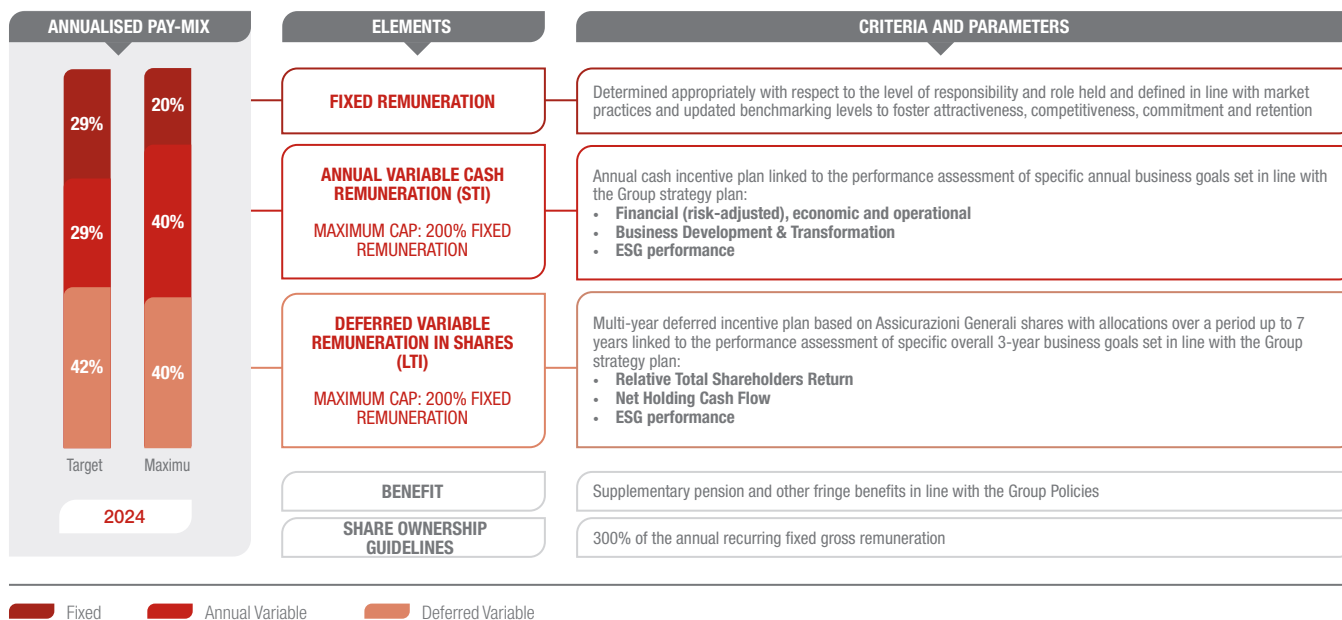 ANNUALISED PAY-MIX
ELEMENTS
CRITERIA AND PARAMETERS
29%
29%
42%
Target
20%
40%
40%
Maximu
2024
FIXED REMUNERATION
Determined appropriately with respect to the level of responsibility and role held and defined in line with market
practices and updated benchmarking levels to foster attractiveness, competitiveness, commitment and retention
ANNUAL VARIABLE CASH
REMUNERATION (STI)
MAXIMUM CAP: 200% FIXED
REMUNERATION
Annual cash incentive plan linked to the performance assessment of specific annual business goals set in line with
the Group strategy plan:
• Financial (risk-adjusted), economic and operational
• Business Development & Transformation
• ESG performance
DEFERRED VARIABLE
REMUNERATION IN SHARES
(LTI)
MAXIMUM CAP: 200% FIXED
REMUNERATION
Multi-year deferred incentive plan based on Assicurazioni Generali shares with allocations over a period up to 7
years linked to the performance assessment of specific overall 3-year business goals set in line with the Group
strategy plan:
• Relative Total Shareholders Return
• Net Holding Cash Flow
• ESG performance
BENEFIT
Supplementary pension and other fringe benefits in line with the Group Policies
SHARE OWNERSHIP
GUIDELINES
300% of the annual recurring fixed gross remuneration
Fixed
Annual Variable
Deferred Variable